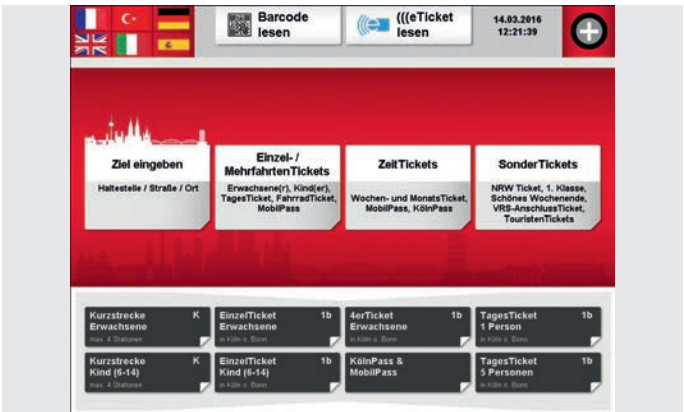 Barcode
lesen
(((eTicket
lesen
14.03.2016
12:21:39
Ziel eingeben
Haltestelle / Straße / Ort
Einzel- /
MehrfahrtenTickets
Erwachsene(r), Kind(er),
TagesTicket, FahrradTicket,
MobilPass
ZeitTickets
Wochen- und MonatsTicket,
MobilPass, KölnPass
SonderTickets
NRW Ticket, 1. Klasse,
Schönes Wochenende,
VRS-AnschlussTicket,
TouristenTickets
Kurzstrecke K
Erwachsene
max. 4 Stationen
EinzelTicket 1b
Erwachsene
in Köln o. Bonn
4erTicket 1b
Erwachsene
in Köln o. Bonn
TagesTicket 1b
1 Person
in Köln o. Bonn
Kurzstrecke K
Kind (6-14)
max. 4 Stationen
EinzelTicket 1b
Kind (6-14)
in Köln o. Bonn
KölnPass &
MobilPass
TagesTicket 1b
5 Personen
in Köln o. Bonn